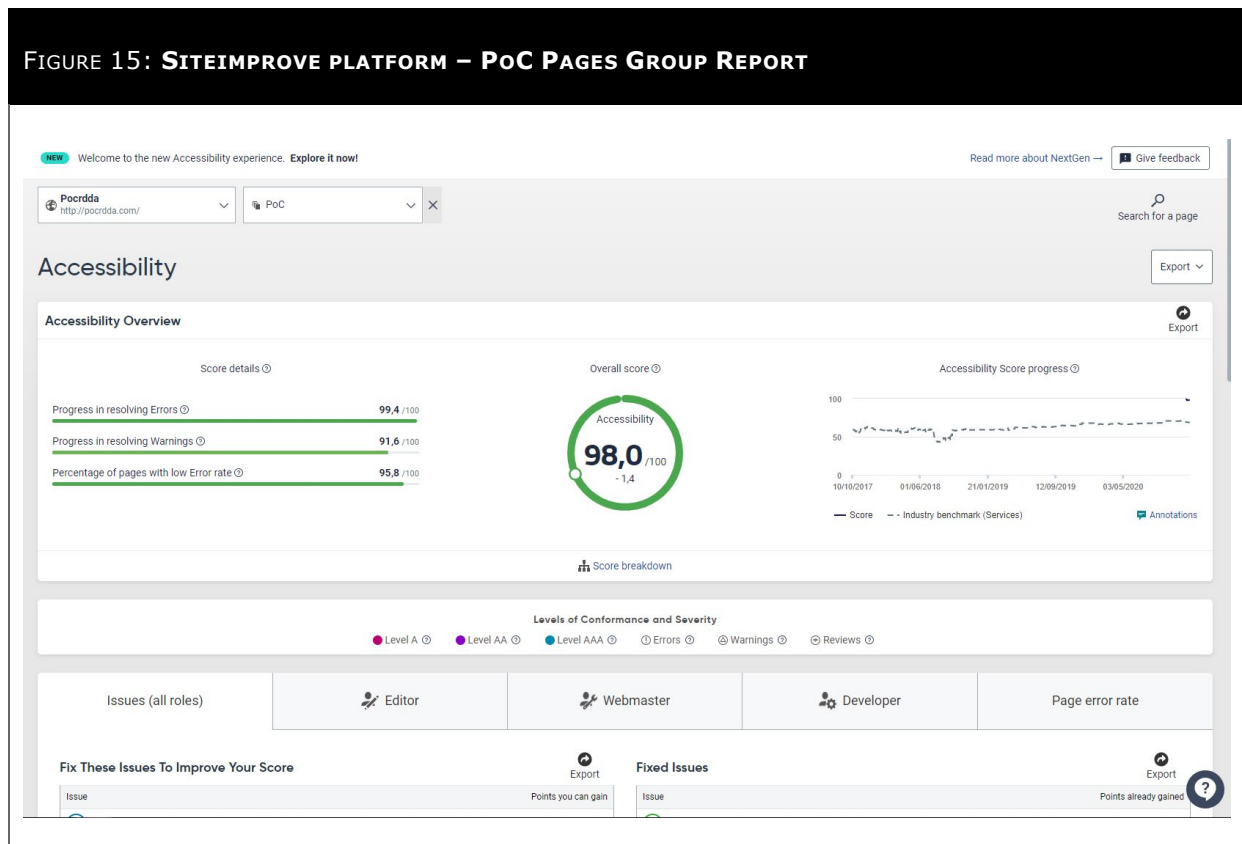 FIGURE 15: SITEIMPROVE PLATFORM – POC PAGES GROUP REPORT
NEW Welcome to the new Accessibility experience. Explore it now!
Read more about NextGen → Give feedback
Pocrdda
http://pocrdda.com/
PoC
Search for a page
Accessibility
Export
Accessibility Overview
Export
Score details
Progress in resolving Errors 99,4 /100
Progress in resolving Warnings 91,6 /100
Percentage of pages with low Error rate 95,8 /100
Overall score
Accessibility
98,0 /100
- 1,4
Accessibility Score progress
100
50
0
10/10/2017 01/06/2018 21/01/2019 12/09/2019 03/05/2020
Score Industry benchmark (Services) Annotations
Score breakdown
Levels of Conformance and Severity
Level A Level AA Level AAA Errors Warnings Reviews
Issues (all roles) Editor Webmaster Developer Page error rate
Fix These Issues To Improve Your Score
Export
Issue Points you can gain
Fixed Issues
Export
Issue Points already gained